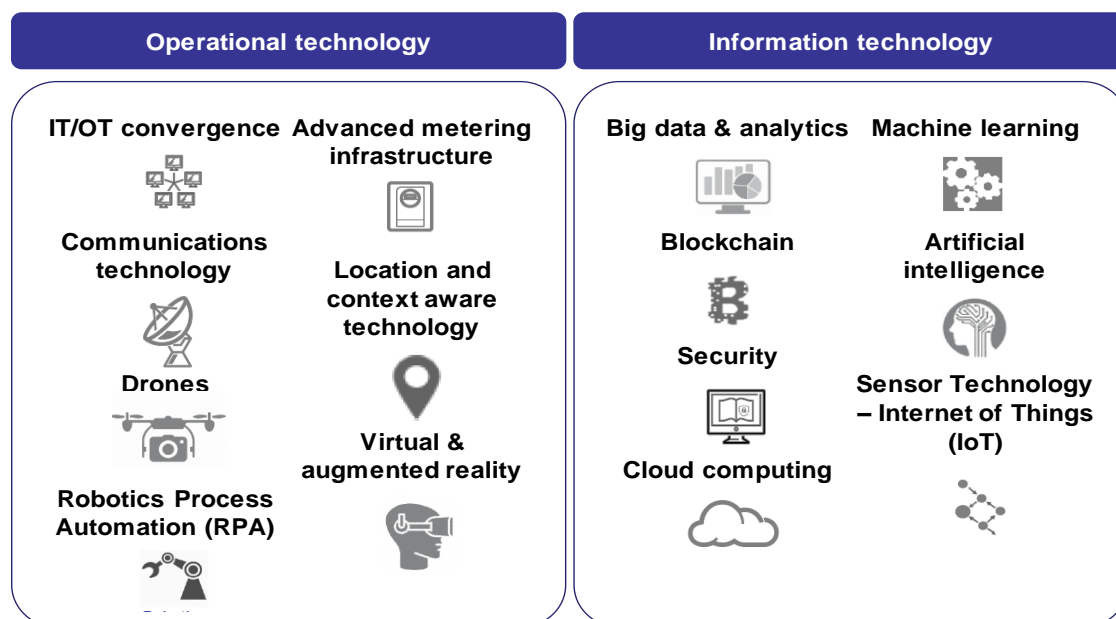 Operational technology
IT/OT convergence
Communications
technology
Drones
Robotics Process
Automation (RPA)
Advanced metering
infrastructure
Location and
context aware
technology
Virtual &
augmented reality
Information technology
Big data & analytics
Blockchain
Security
Cloud computing
Machine learning
Artificial
intelligence
Sensor Technology
– Internet of Things
(IoT)